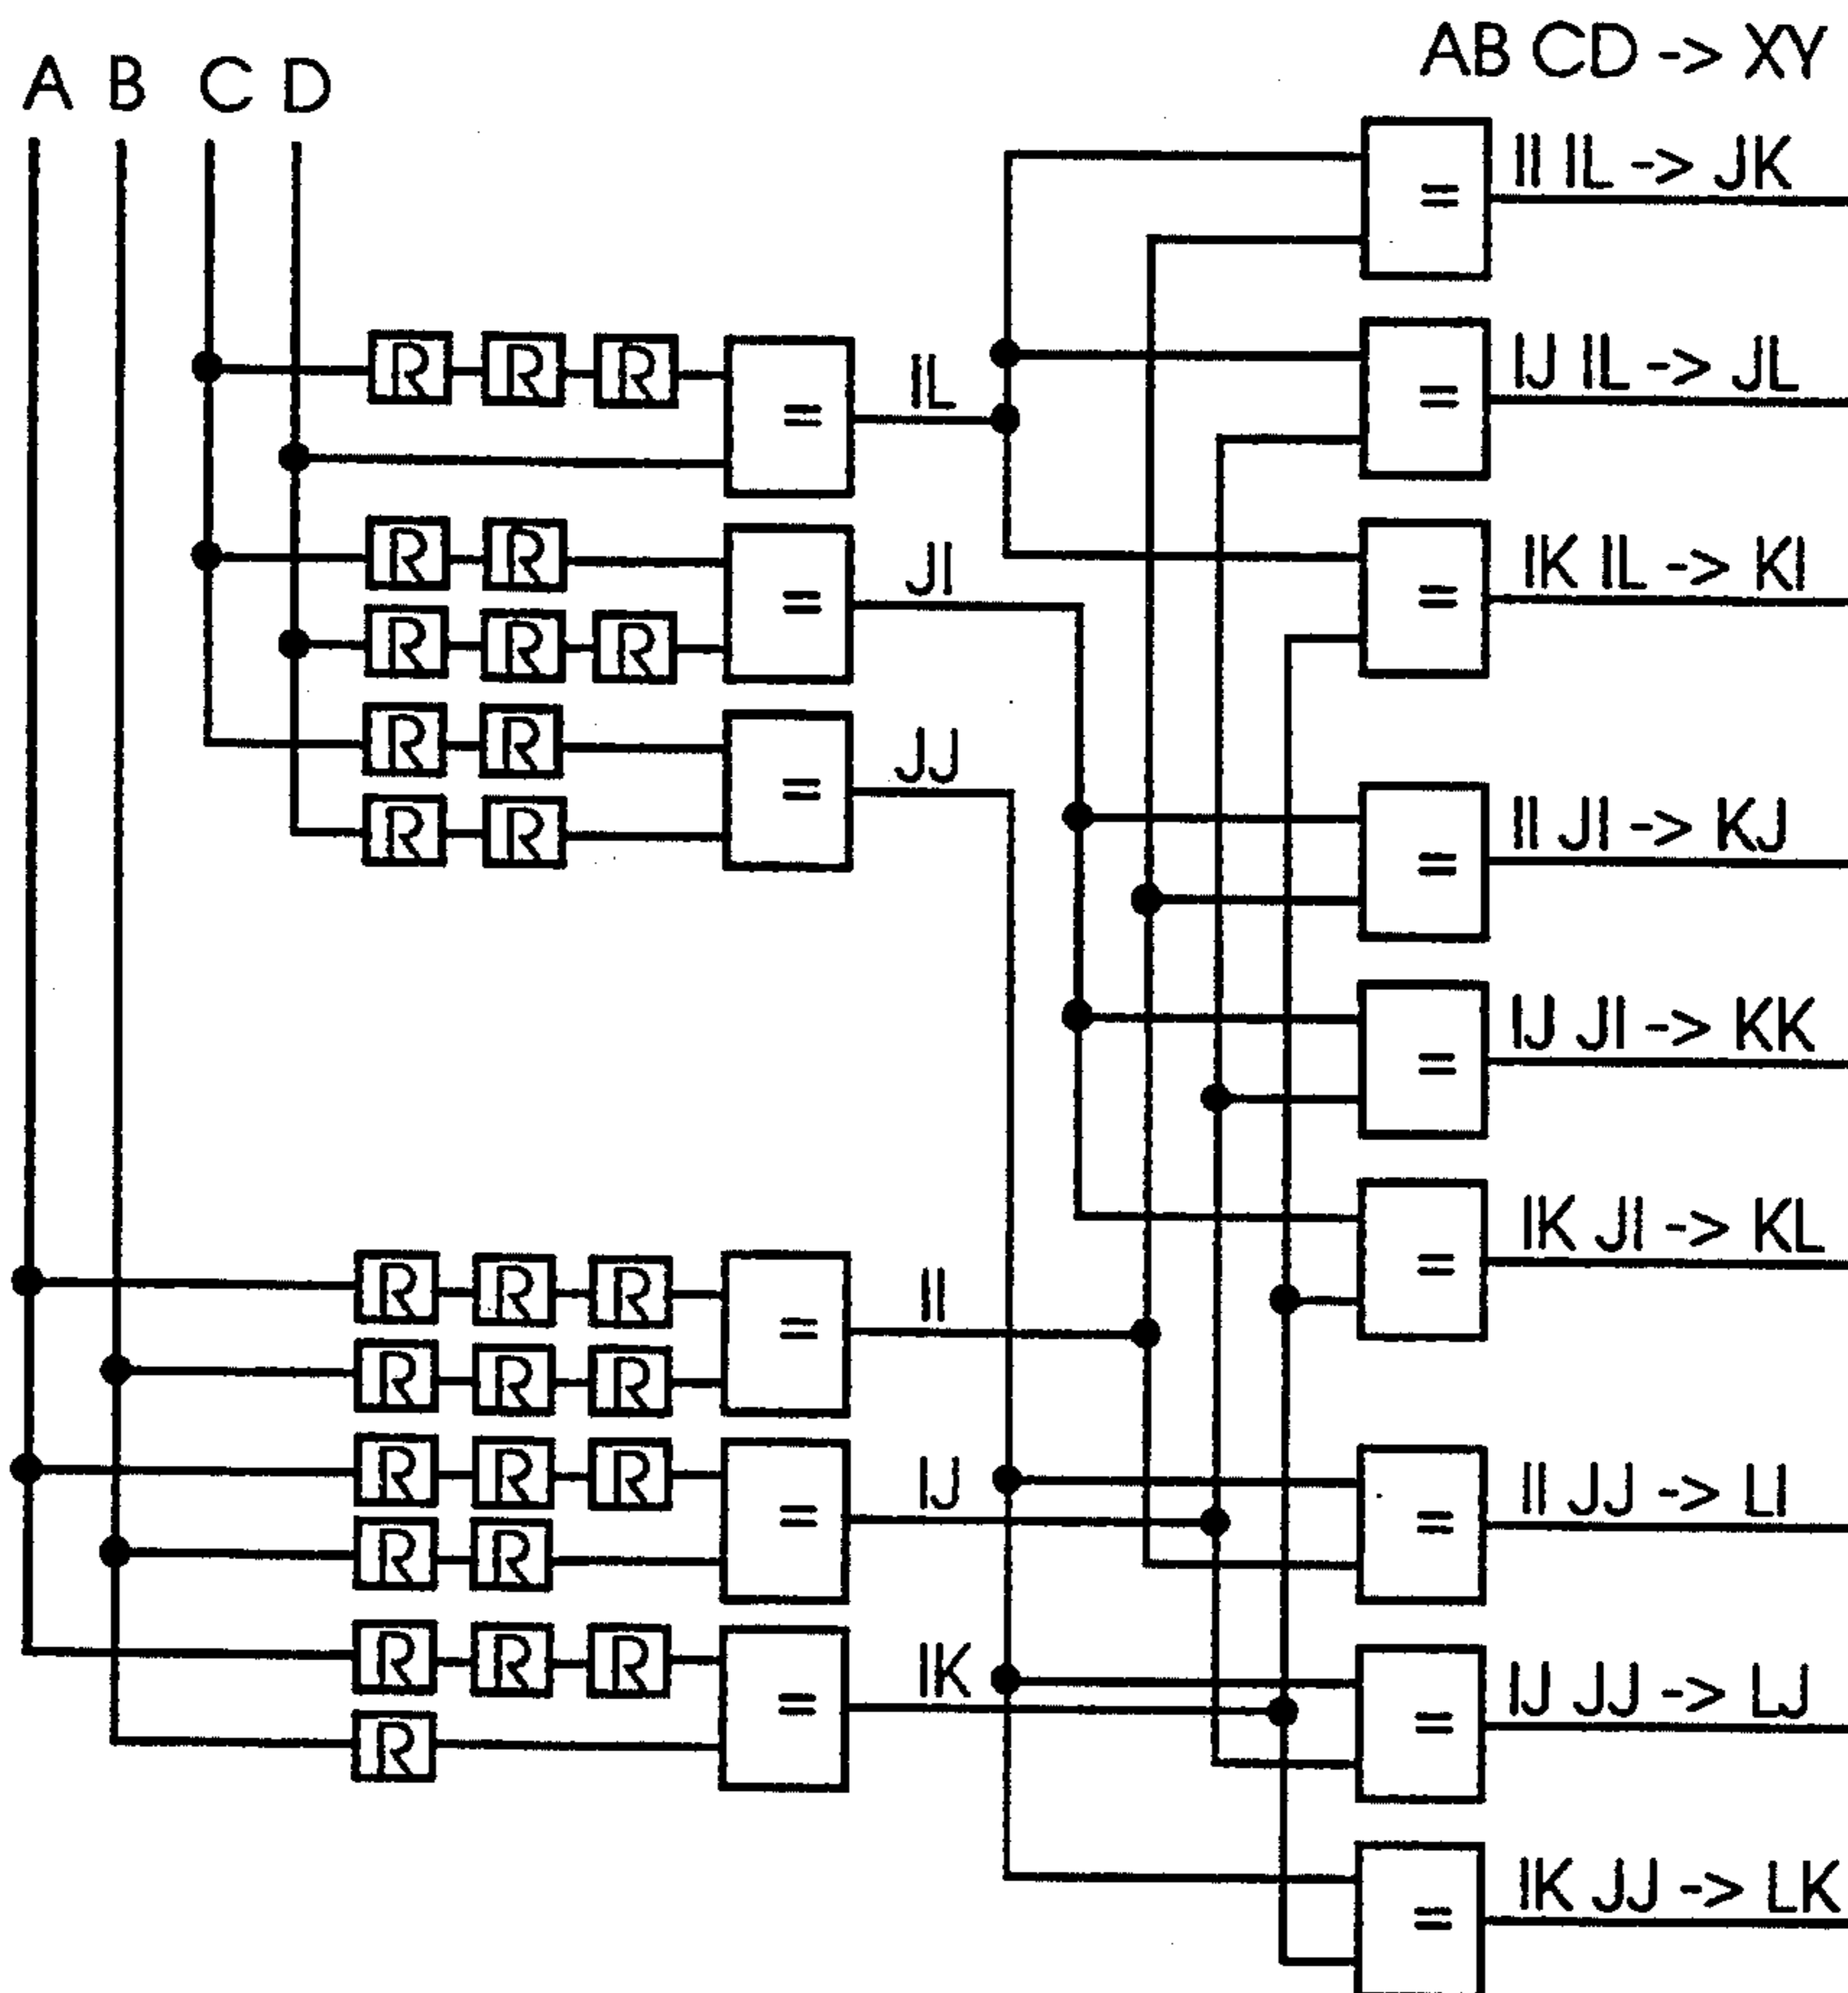 AB CD -> XY
A B C D
II IL -> JK
IJ IL -> JL
R R R
=
IL
=
=
=
IK IL -> KI
R R
=
JI
=
R R R
R R
=
JJ
II JI -> KJ
R R
=
IJ JI -> KK
=
IK JI -> KL
R R R
=
II
=
R R R
R R R
=
IJ
II JJ -> LI
R R
=
R R R
=
IK
IJ JJ -> LJ
R
=
IK JJ -> LK
=